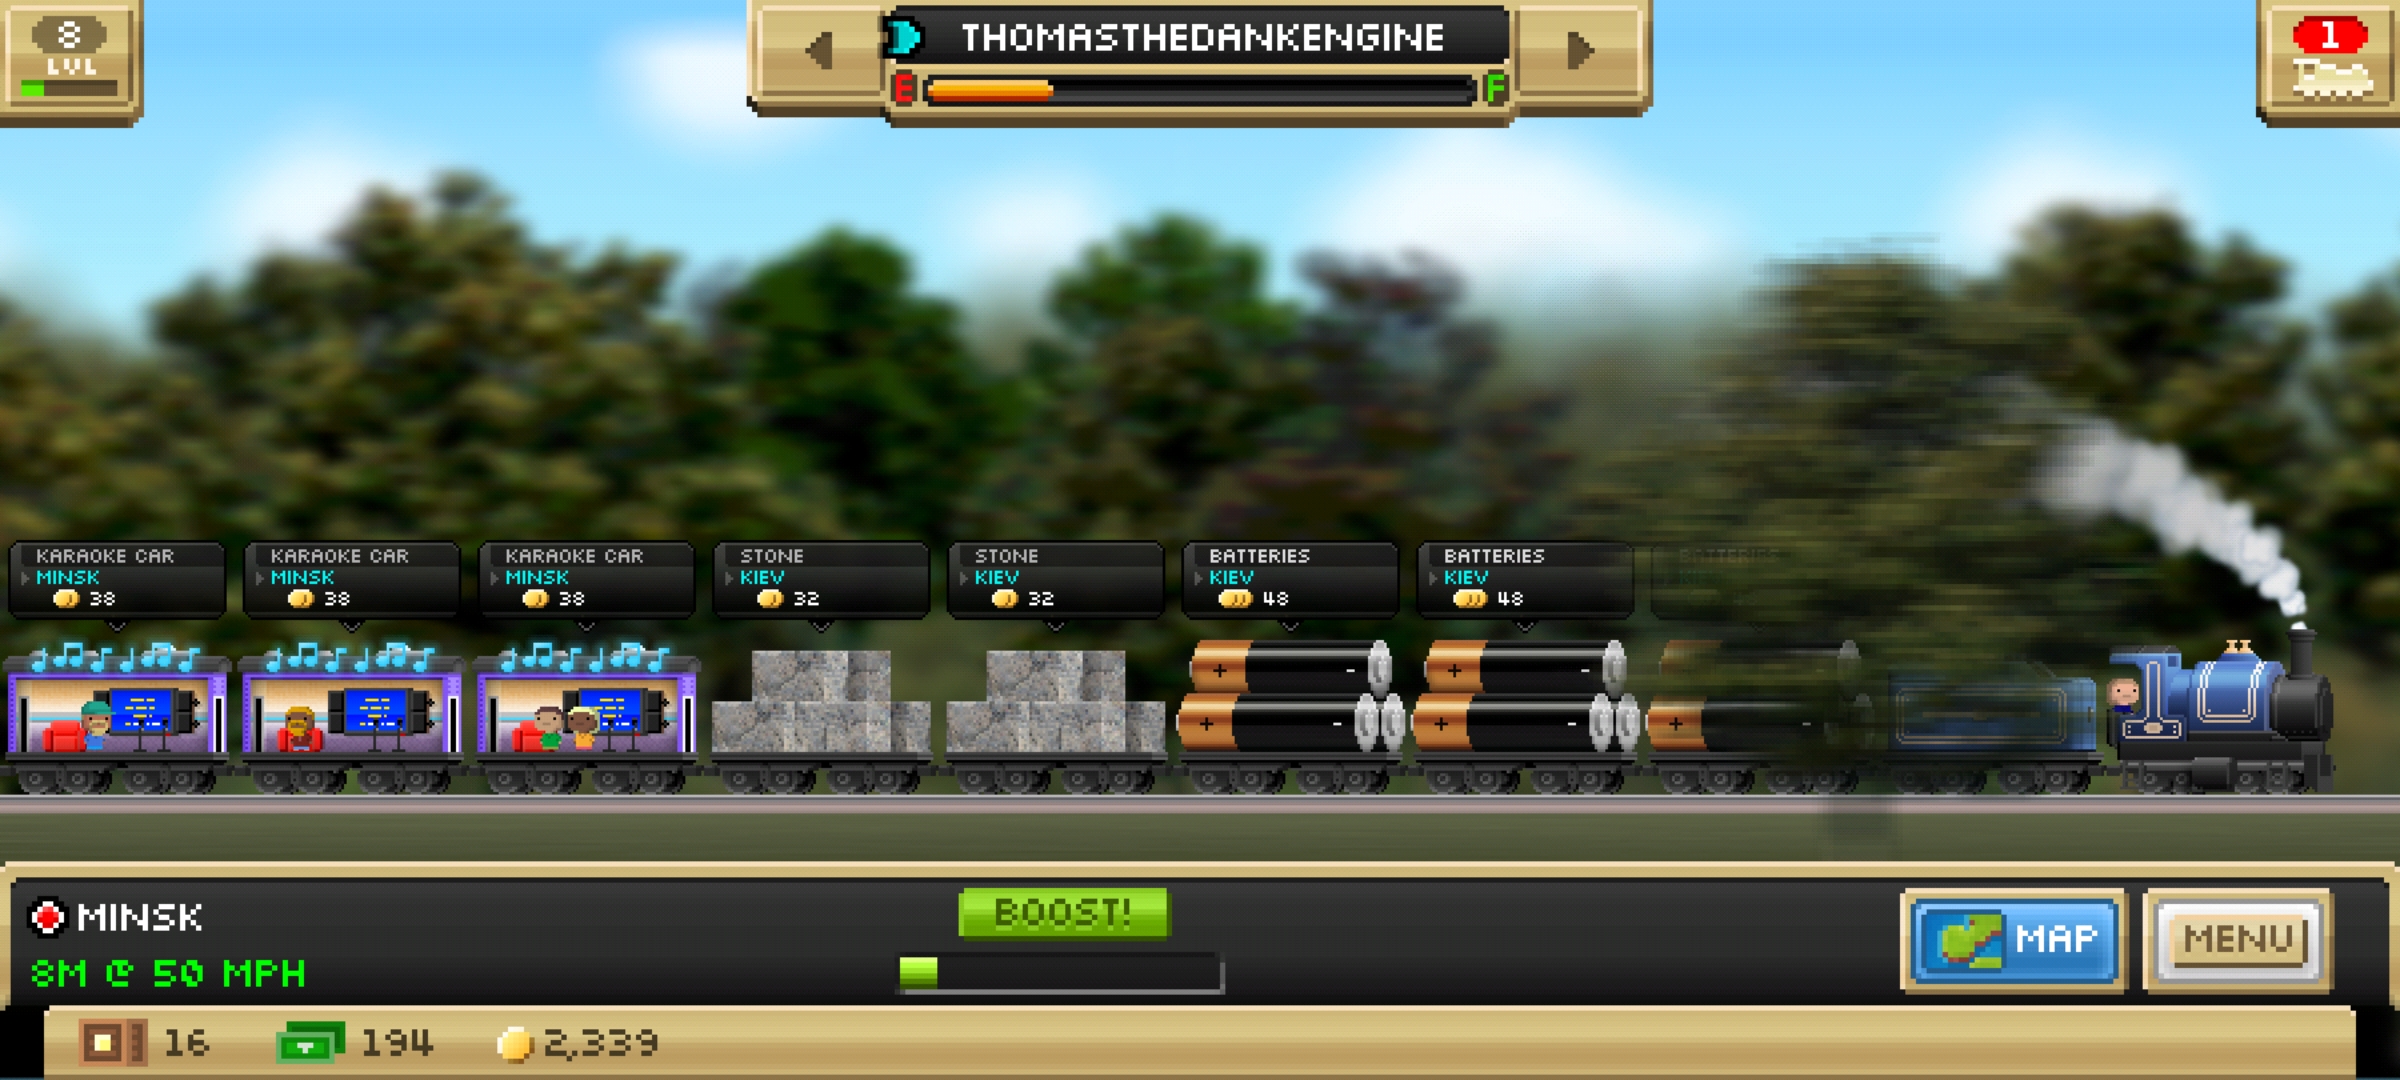 8
LVL
THOMASTHEDANKENGINE
E F
1
KARAOKE CAR
MINSK
38
KARAOKE CAR
MINSK
38
KARAOKE CAR
MINSK
38
STONE
KIEV
32
STONE
KIEV
32
BATTERIES
KIEV
48
BATTERIES
KIEV
48
BATTERIES
MINSK
8M @ 50 MPH
BOOST!
MAP
MENU
16
194
2,339